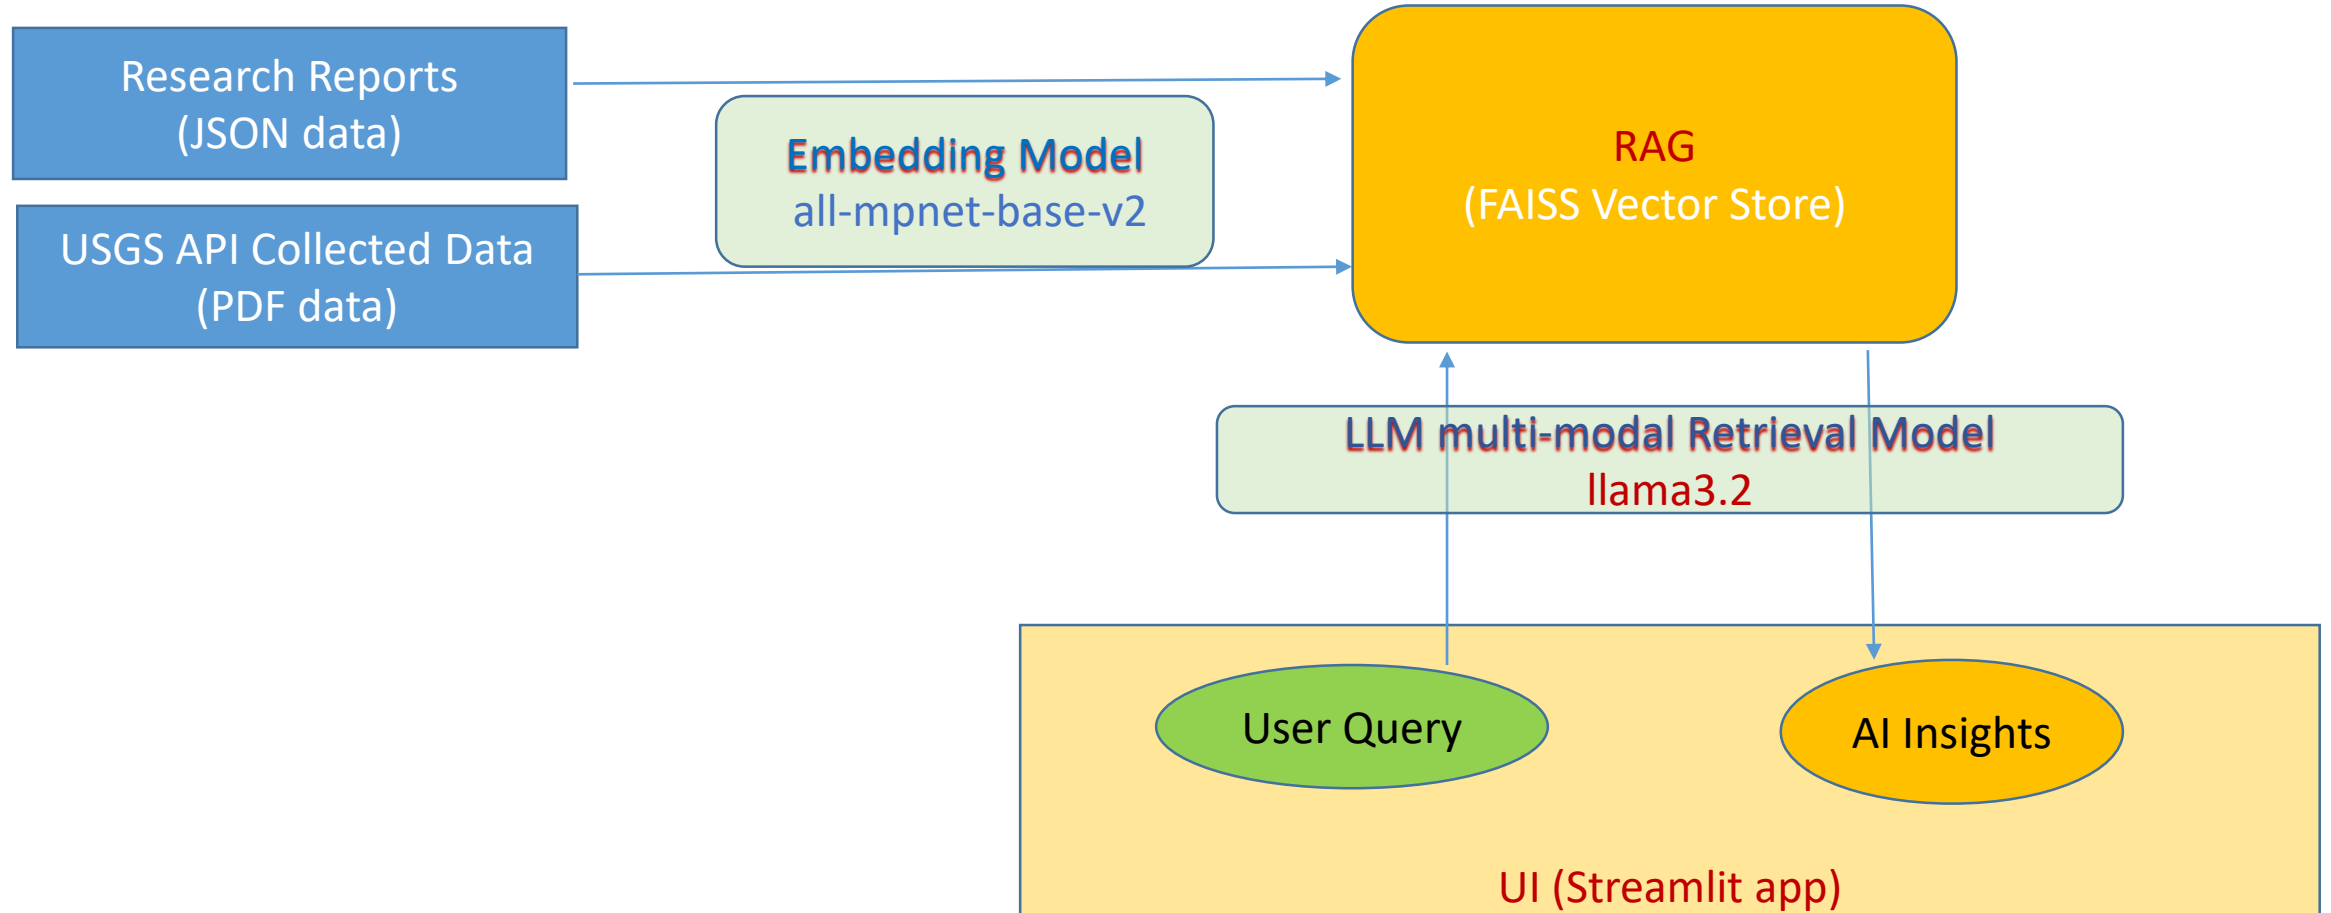 Research Reports
(JSON data)
USGS API Collected Data
(PDF data)
Embedding Model
all-mpnet-base-v2
RAG
(FAISS Vector Store)
LLM multi-modal Retrieval Model
llama3.2
User Query
AI Insights
UI (Streamlit app)